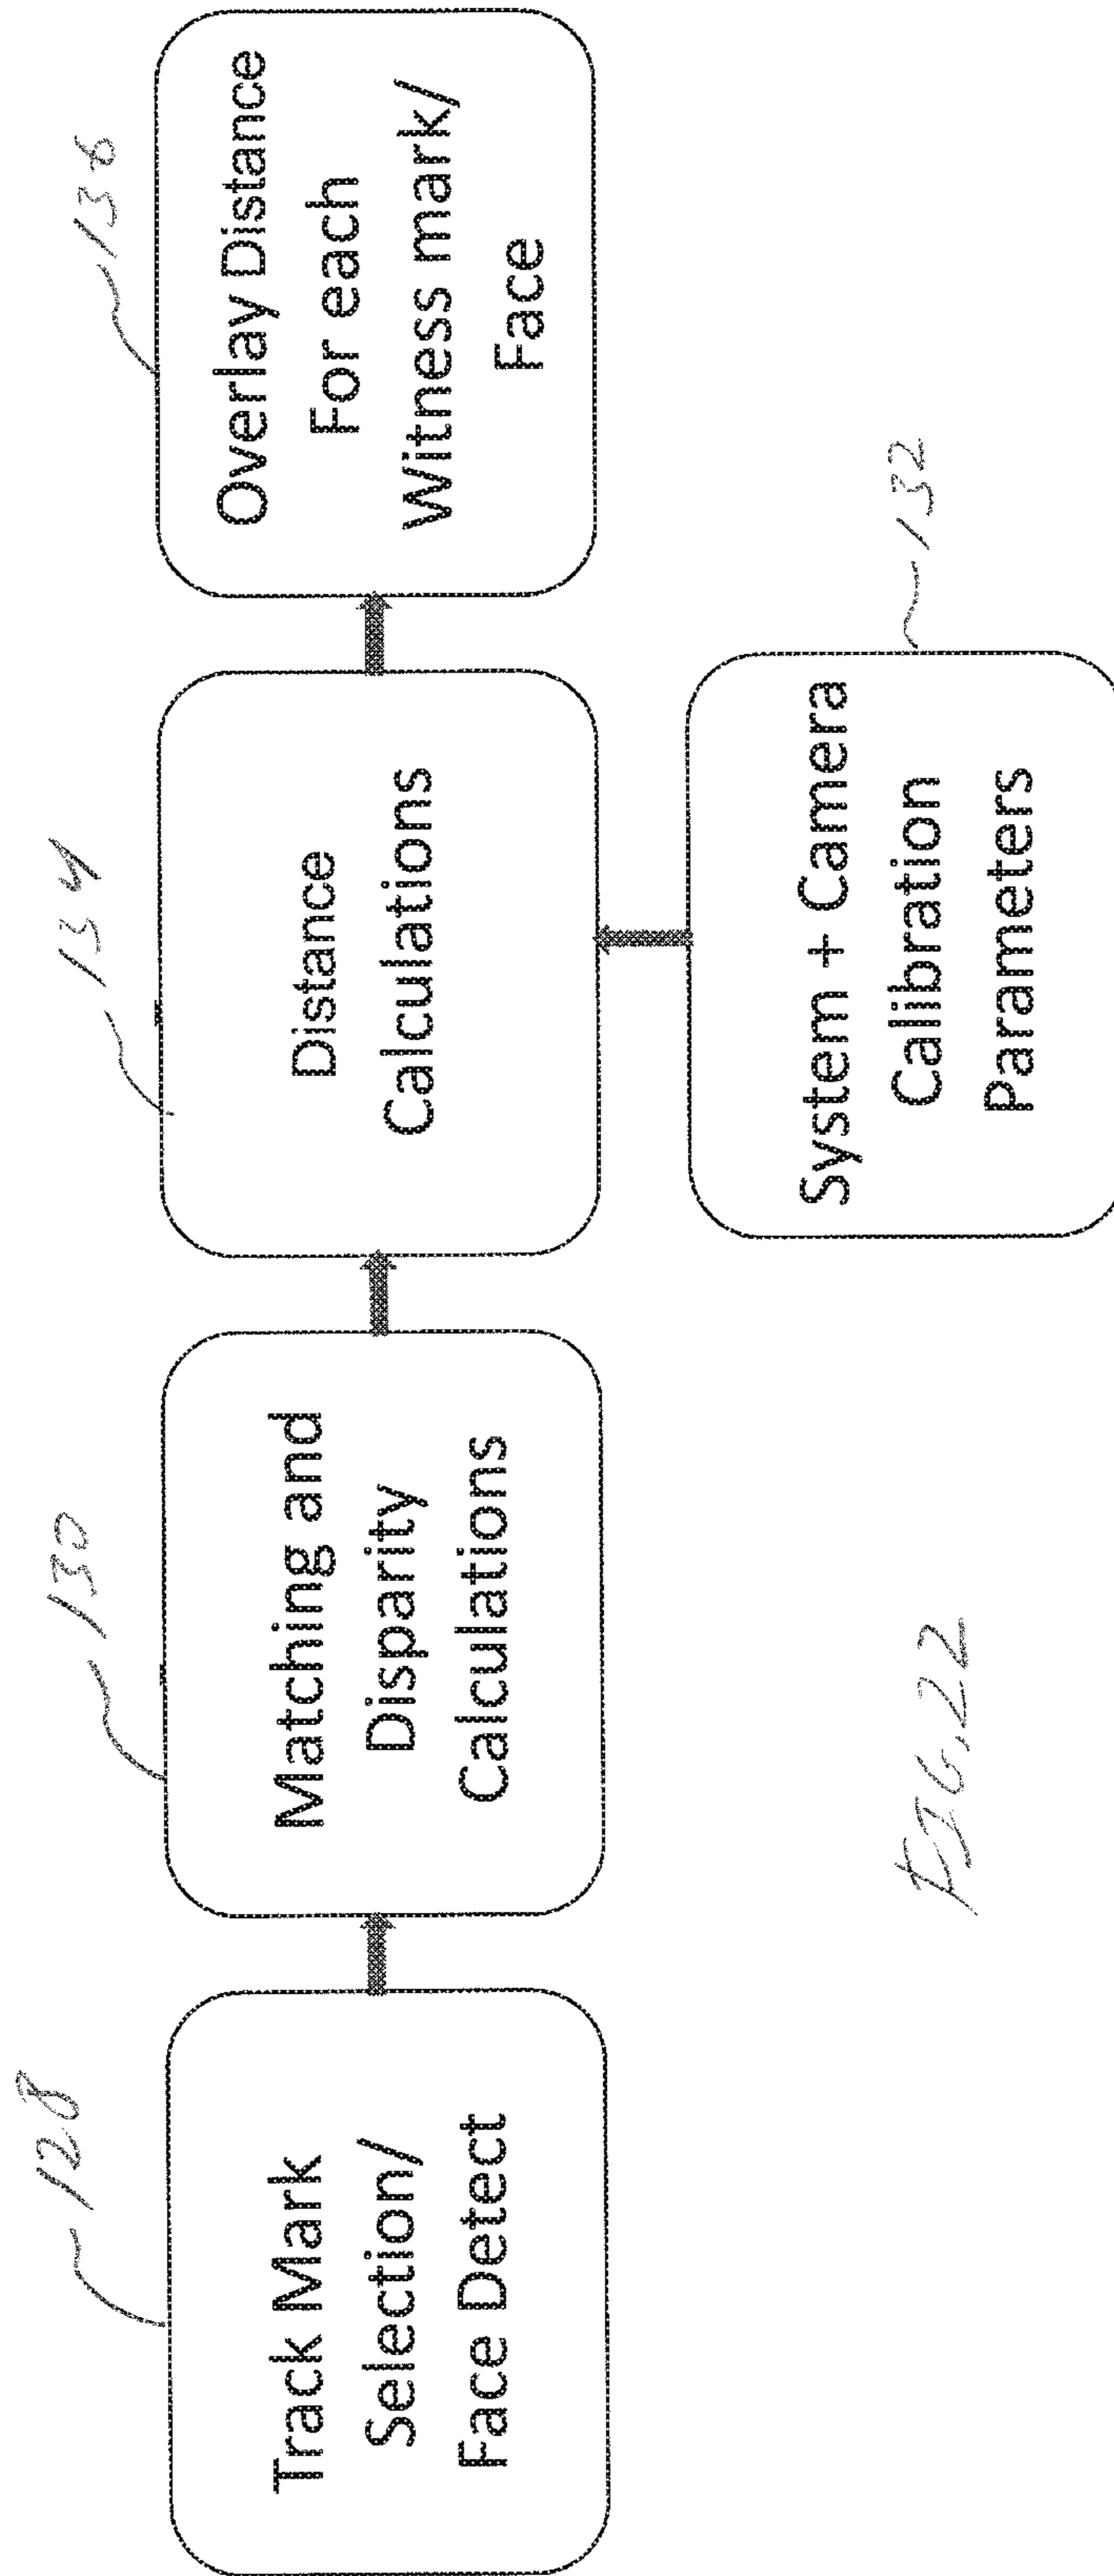 128
Track Mark
Selection/
Face Detect
130
Matching and
Disparity
Calculations
134
Distance
Calculations
136
Overlay Distance
For each
Witness mark/
Face
132
System + Camera
Calibration
Parameters
FIG. 22